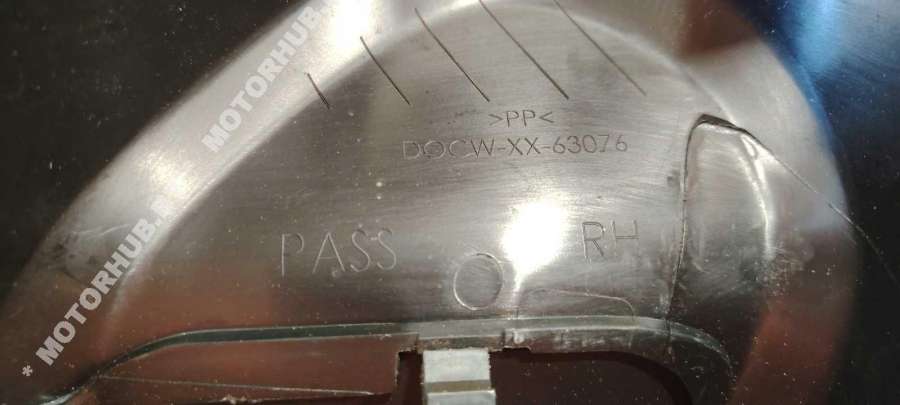 >PP<
DOCW-XX-63076
PASS
RH
* MOTORHUB.
MOTORHUB